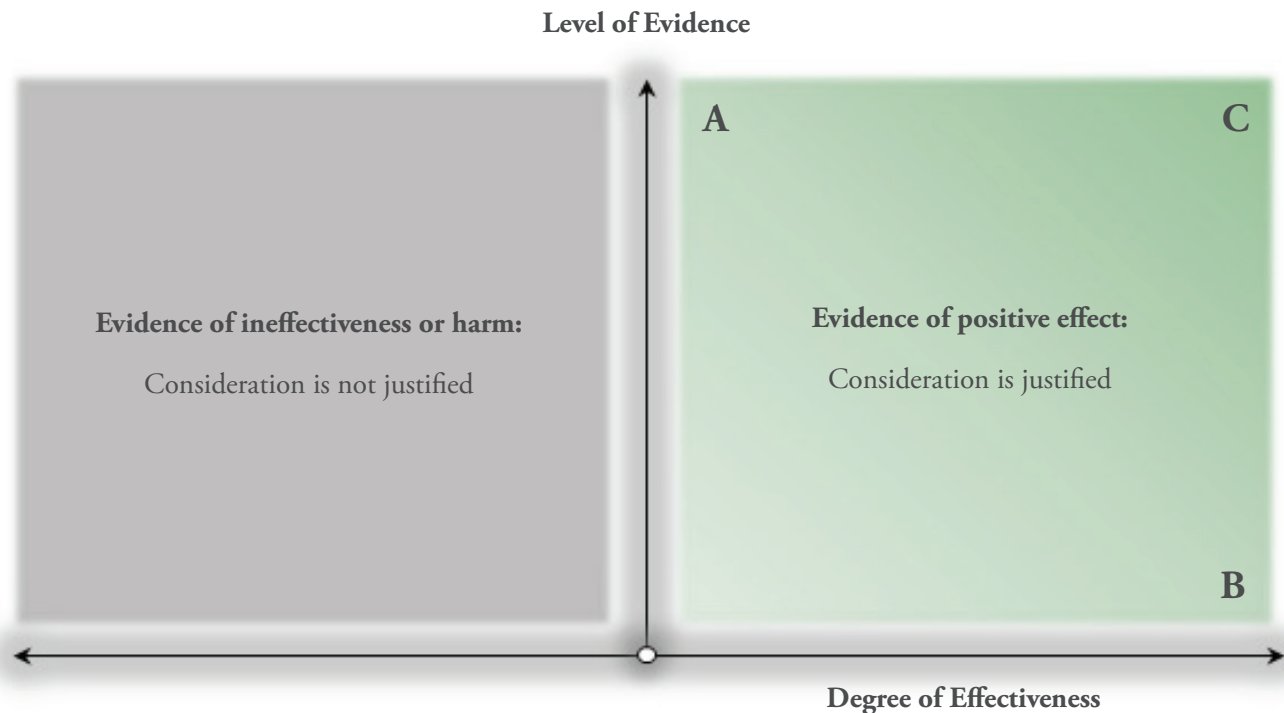 Level of Evidence
A
C
Evidence of ineffectiveness or harm:
Consideration is not justified
Evidence of positive effect:
Consideration is justified
B
Degree of Effectiveness